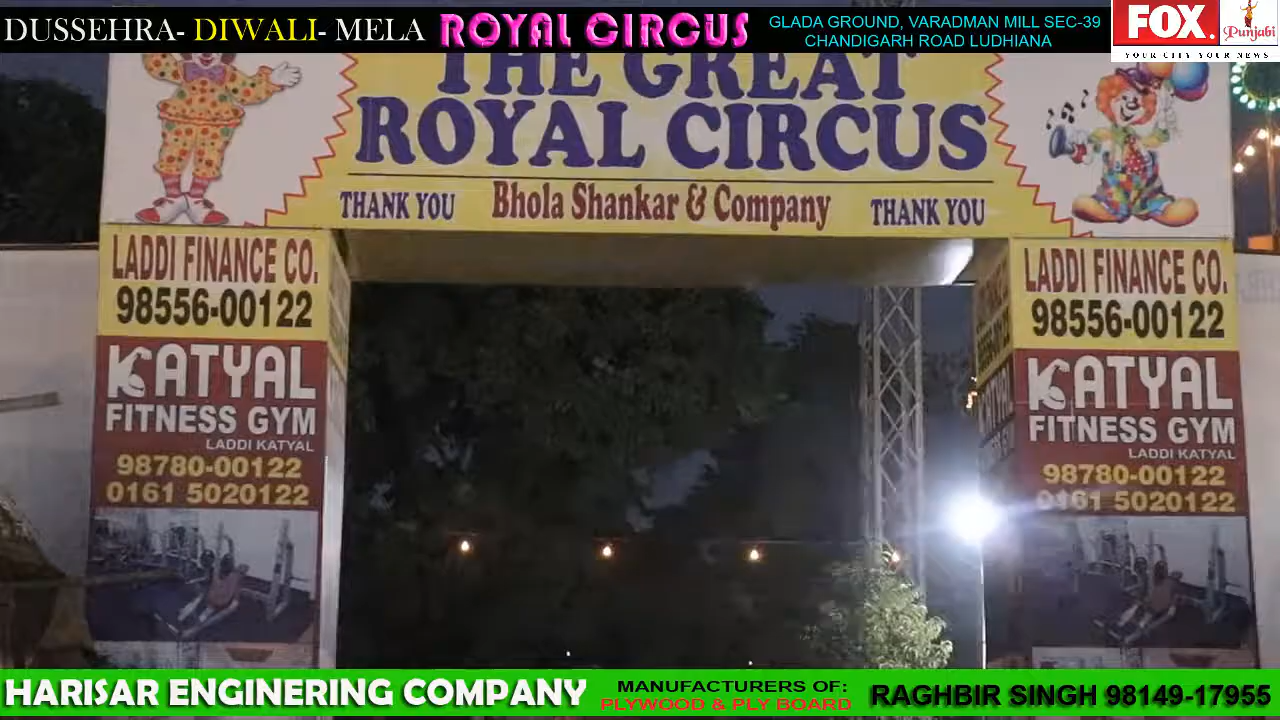 DUSSEHRA- DIWALI- MELA ROYAL CIRCUS
GLADA GROUND, VARADMAN MILL SEC-39
CHANDIGARH ROAD LUDHIANA
FOX.
Punjabi
YOUR CITY YOUR NEWS
THE GREAT
ROYAL CIRCUS
THANK YOU Bhola Shankar & Company THANK YOU
LADDI FINANCE CO.
98556-00122
KATYAL
FITNESS GYM
LADDI KATYAL
98780-00122
0161 5020122
LADDI FINANCE CO.
98556-00122
KATYAL
FITNESS GYM
LADDI KATYAL
98780-00122
0161 5020122
HARISAR ENGINERING COMPANY
MANUFACTURERS OF:
PLYWOOD & PLY BOARD
RAGHBIR SINGH 98149-17955